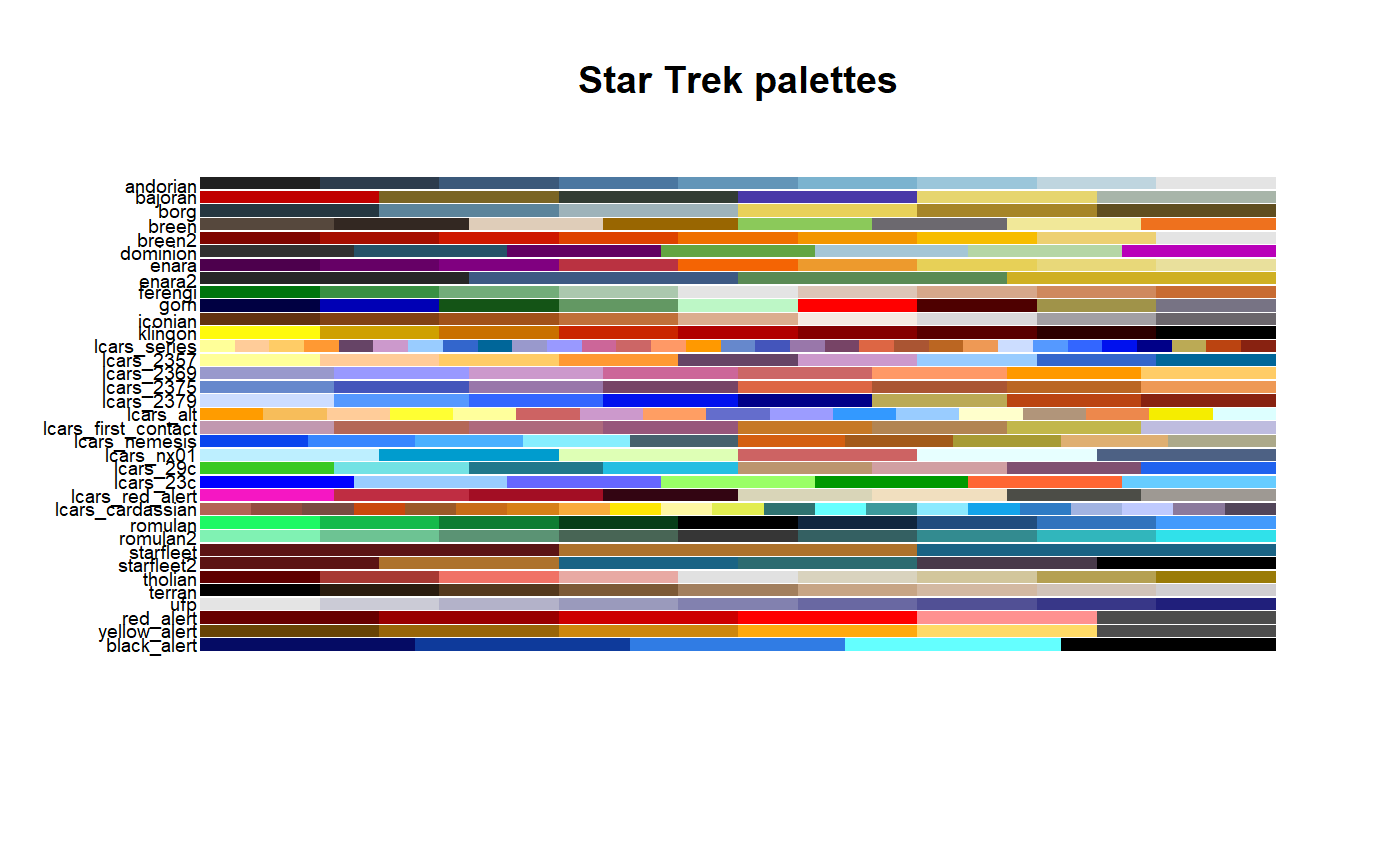 Star Trek palettes
andorian
bajoran
borg
breen
breen2
dominion
enara
enara2
ferengi
gorn
iconian
klingon
lcars_series
lcars_2357
lcars_2369
lcars_2375
lcars_2379
lcars_alt
lcars_first_contact
lcars_nemesis
lcars_nx01
lcars_29c
lcars_23c
lcars_red_alert
lcars_cardassian
romulan
romulan2
starfleet
starfleet2
tholian
terran
ufp
red_alert
yellow_alert
black_alert